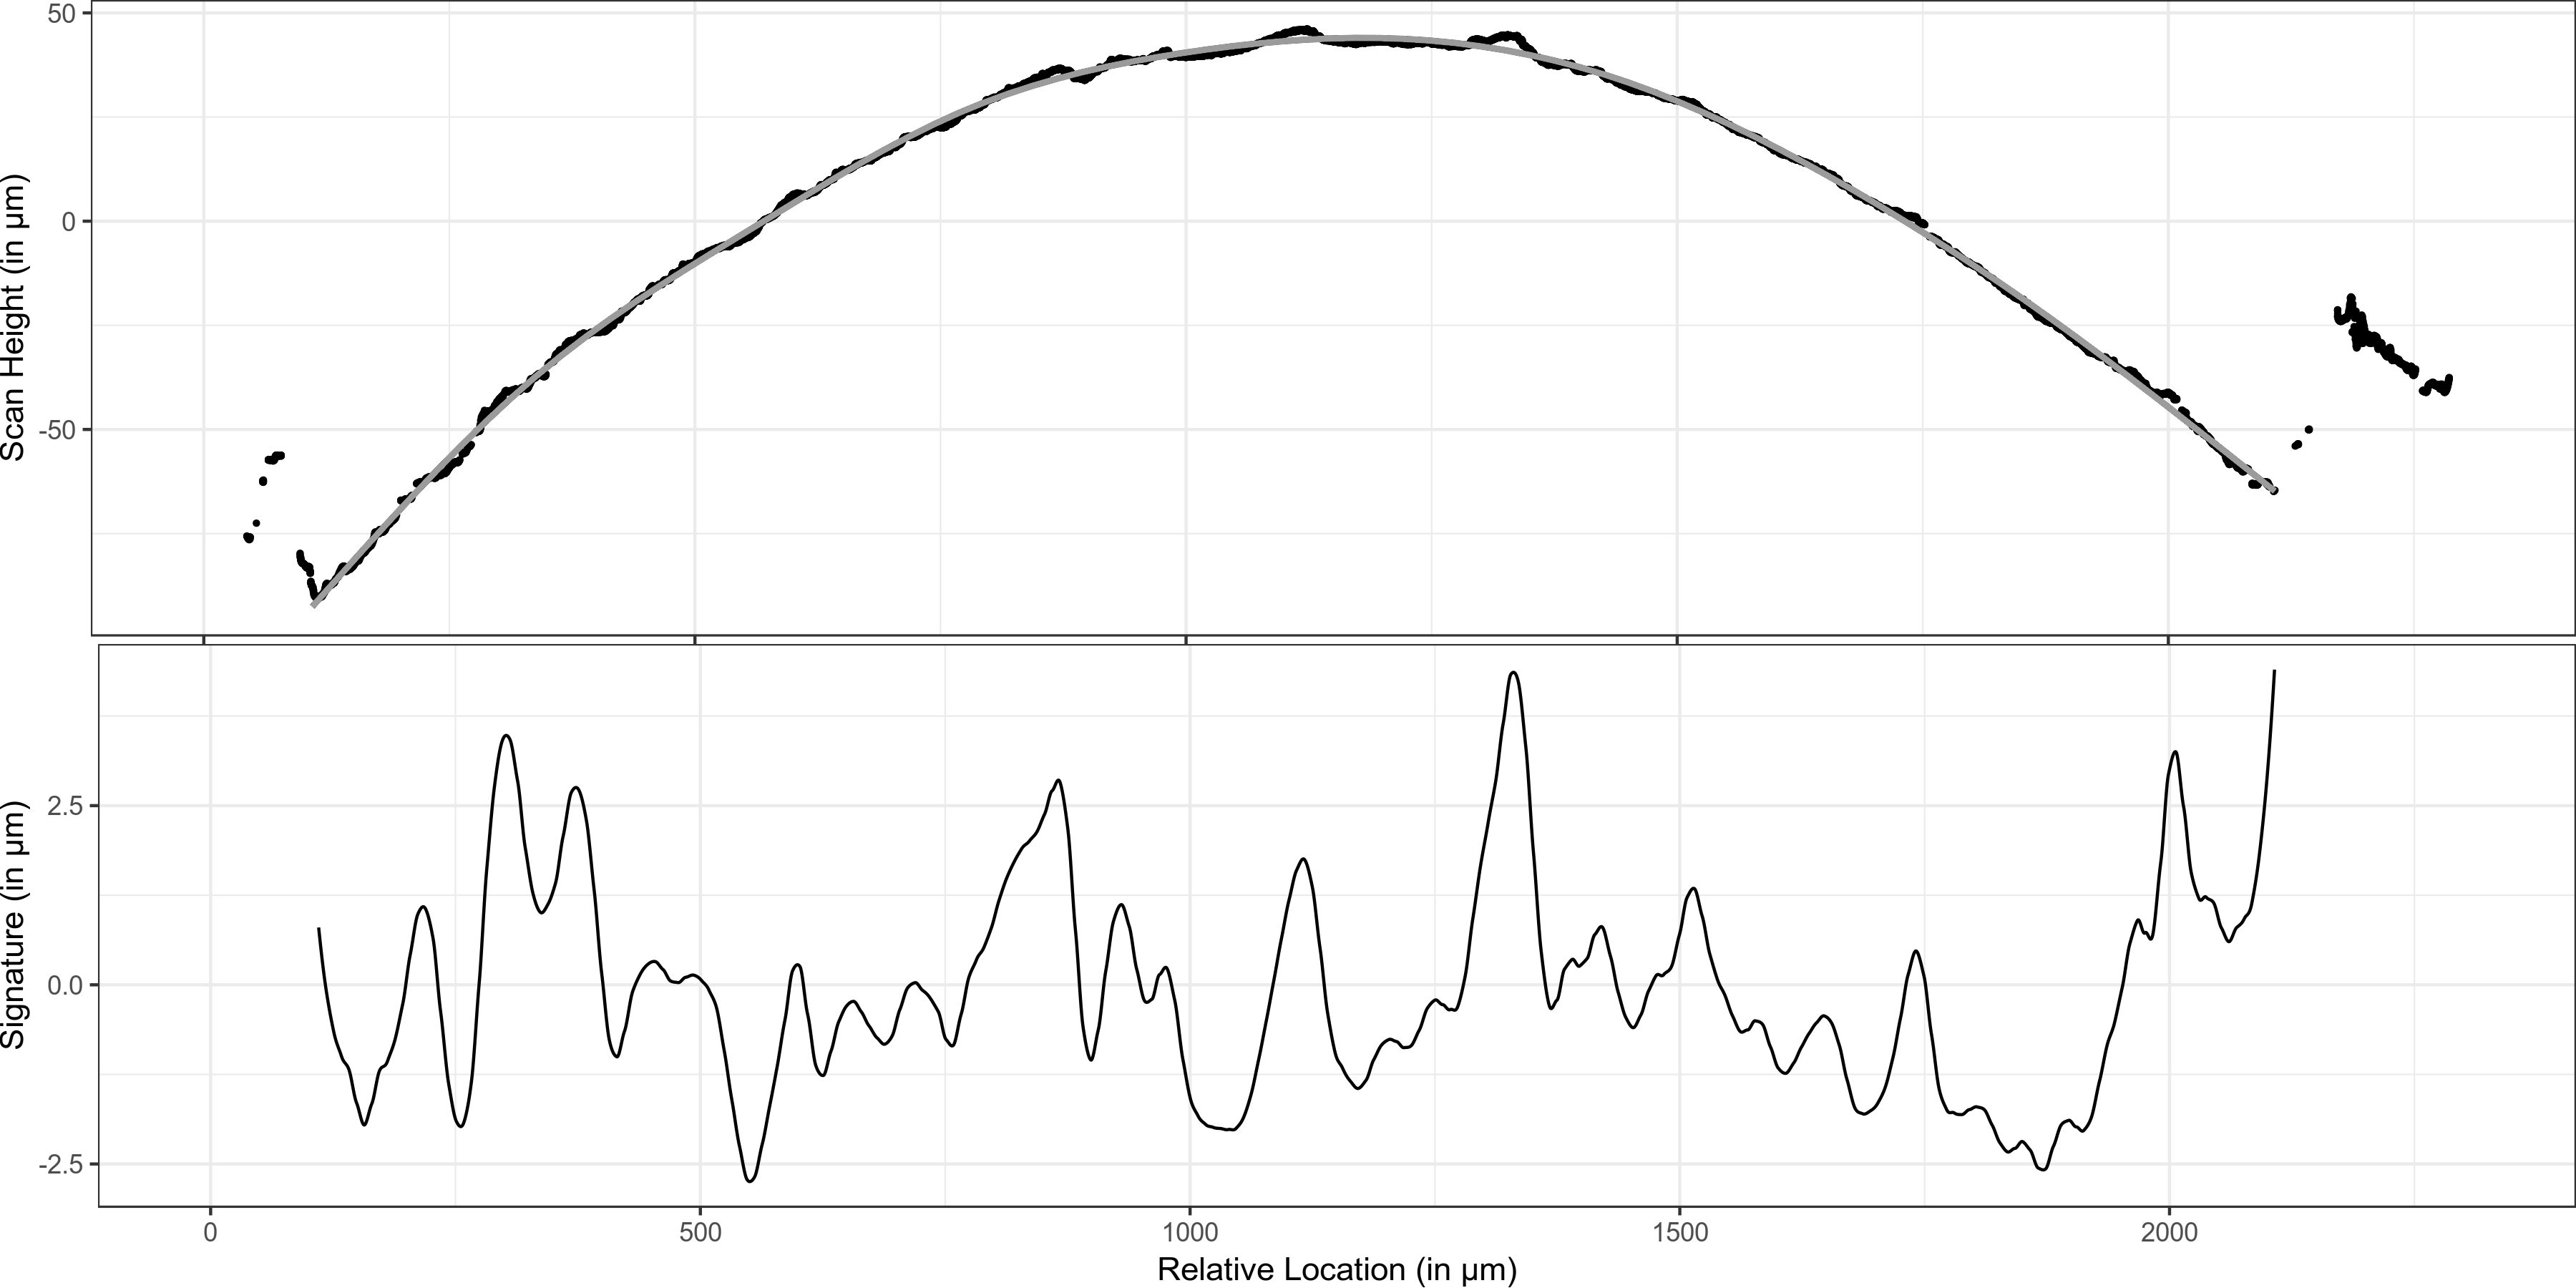 50
0
-50
Scan Height (in μm)
2.5
0.0
-2.5
Signature (in μm)
0 500 1000 1500 2000
Relative Location (in μm)